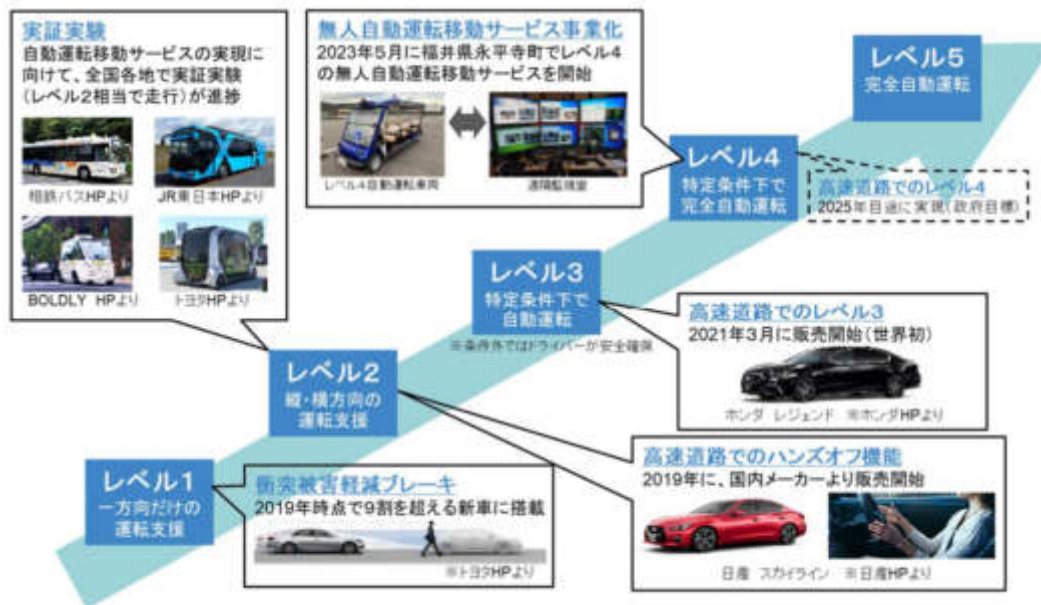 実証実験
自動運転移動サービスの実現に
向けて、全国各地で実証実験
(レベル2相当で走行)が進捗
相鉄バスHPより
JR東日本HPより
BOLDLY HPより
トヨタHPより
無人自動運転移動サービス事業化
2023年5月に福井県永平寺町でレベル4
の無人自動運転移動サービスを開始
レベル4自動運転車両
遠隔監視室
レベル5
完全自動運転
レベル4
特定条件下で
完全自動運転
高速道路でのレベル4
2025年目途に実現(政府目標)
レベル3
特定条件下で
自動運転
※条件外ではドライバーが安全確保
高速道路でのレベル3
2021年3月に販売開始(世界初)
ホンダ レジェンド ※ホンダHPより
レベル2
縦・横方向の
運転支援
高速道路でのハンズオフ機能
2019年に、国内メーカーより販売開始
日産 スカイライン ※日産HPより
レベル1
一方向だけの
運転支援
衝突被害軽減ブレーキ
2019年時点で9割を超える新車に搭載
※トヨタHPより